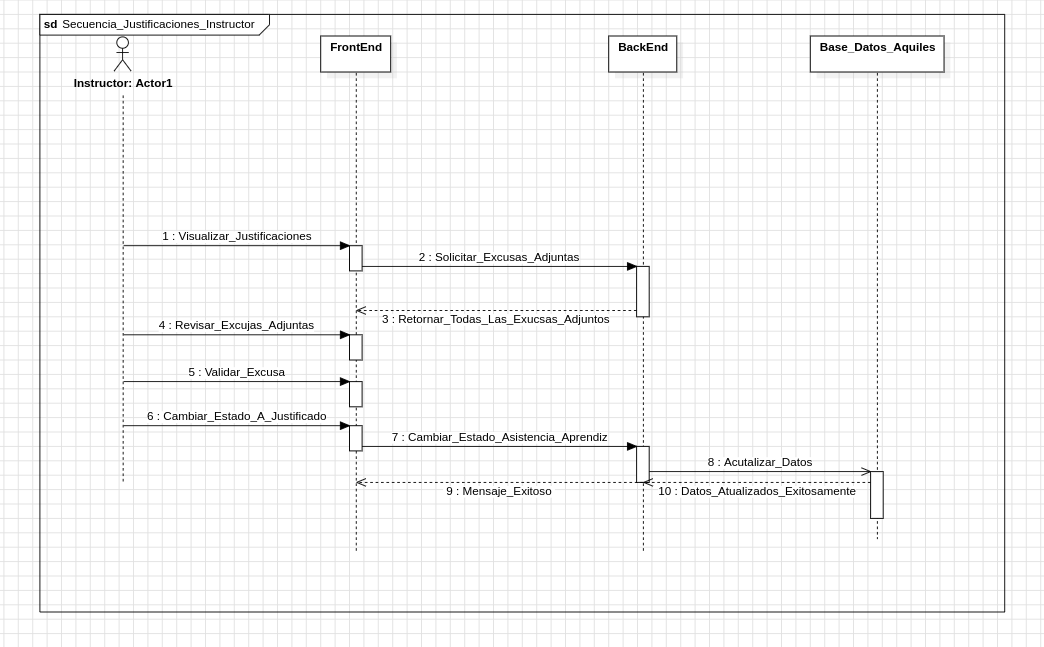 sd Secuencia_Justificaciones_Instructor
FrontEnd
BackEnd
Base_Datos_Aquiles
Instructor: Actor1
1 : Visualizar_Justificaciones
2 : Solicitar_Excusas_Adjuntas
3 : Retornar_Todas_Las_Exucsas_Adjuntos
4 : Revisar_Excujas_Adjuntas
5 : Validar_Excusa
6 : Cambiar_Estado_A_Justificado
7 : Cambiar_Estado_Asistencia_Aprendiz
8 : Acutalizar_Datos
9 : Mensaje_Exitoso
10 : Datos_Atualizados_Exitosamente